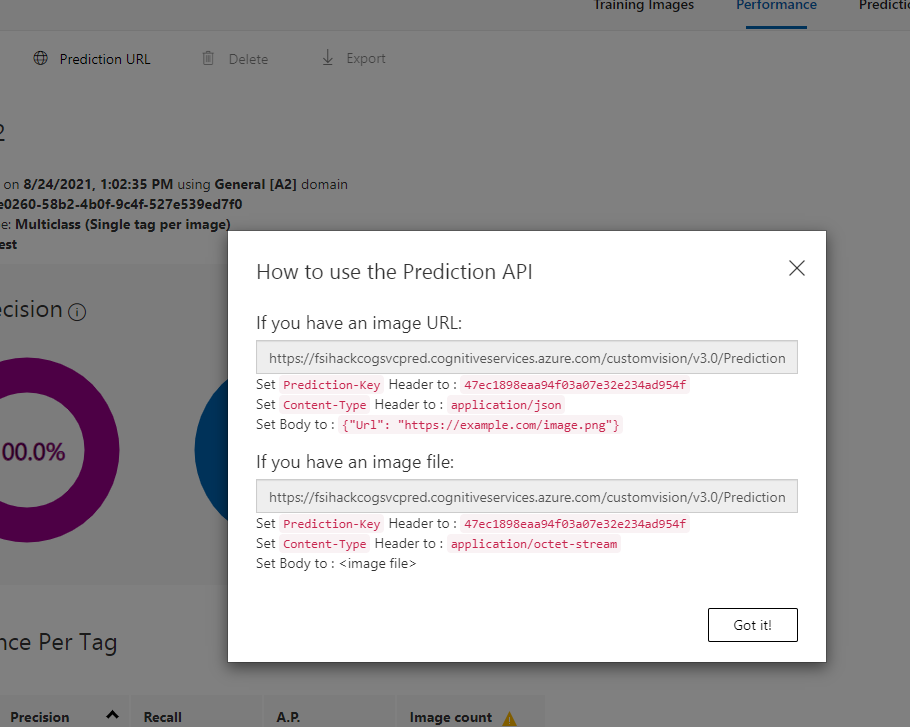 Training Images Performance
Prediction URL Delete Export
2
on 8/24/2021, 1:02:35 PM using General [A2] domain
e0260-58b2-4b0f-9c4f-527e539ed7f0
e: Multiclass (Single tag per image)
est
ecision
00.0%
How to use the Prediction API
If you have an image URL:
https://fsihackcogsvcpred.cognitiveservices.azure.com/customvision/v3.0/Prediction
Set Prediction-Key Header to : 47ec1898eaa94f03a07e32e234ad954f
Set Content-Type Header to : application/json
Set Body to : {"Url": "https://example.com/image.png"}
If you have an image file:
https://fsihackcogsvcpred.cognitiveservices.azure.com/customvision/v3.0/Prediction
Set Prediction-Key Header to : 47ec1898eaa94f03a07e32e234ad954f
Set Content-Type Header to : application/octet-stream
Set Body to : <image file>
Got it!
nce Per Tag
Precision Recall A.P. Image count